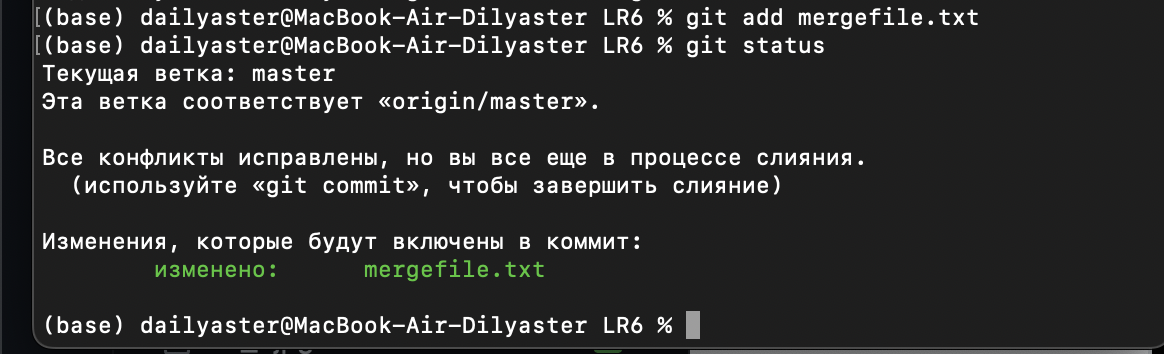 (base) dailyaster@MacBook-Air-Dilyaster LR6 % git add mergefile.txt
(base) dailyaster@MacBook-Air-Dilyaster LR6 % git status
Текущая ветка: master
Эта ветка соответствует «origin/master».
Все конфликты исправлены, но вы все еще в процессе слияния.
(используйте «git commit», чтобы завершить слияние)
Изменения, которые будут включены в коммит:
изменено: mergefile.txt
(base) dailyaster@MacBook-Air-Dilyaster LR6 %